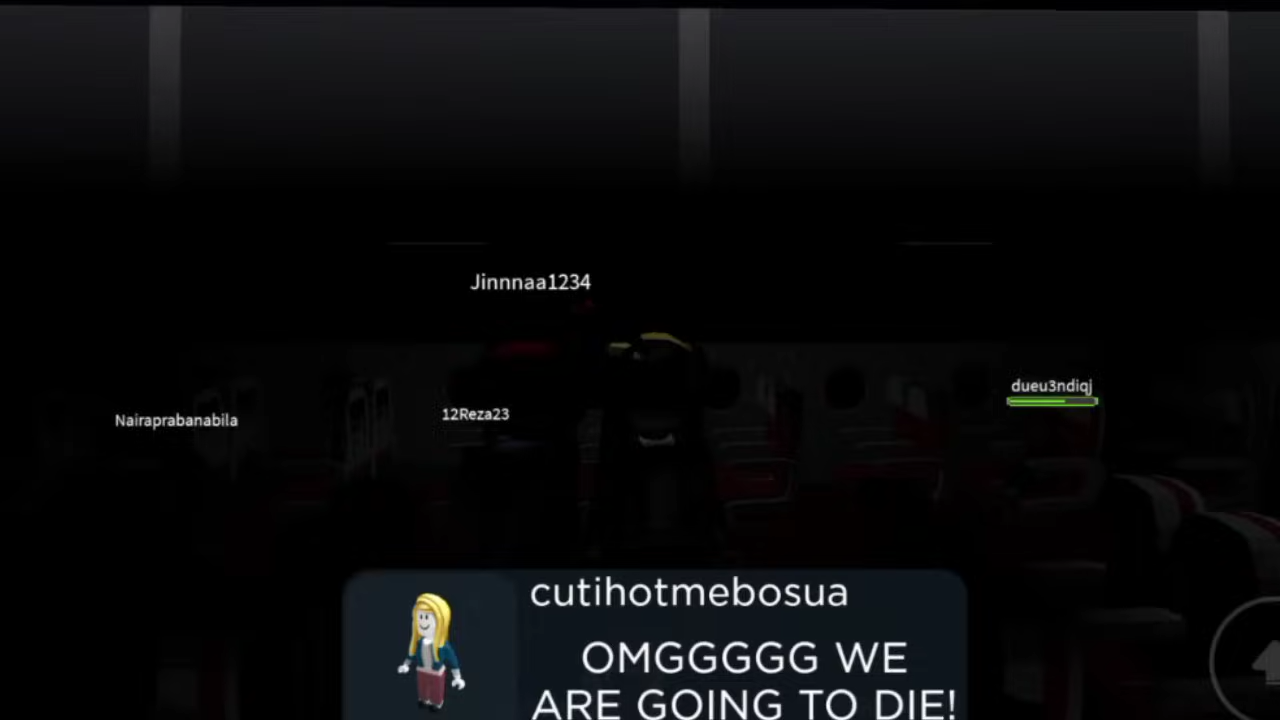 Jinnnaa1234
dueu3ndiqj
Nairaprabanabila
12Reza23
cutihotmebosua
OMGGGGG WE
ARE GOING TO DIE!